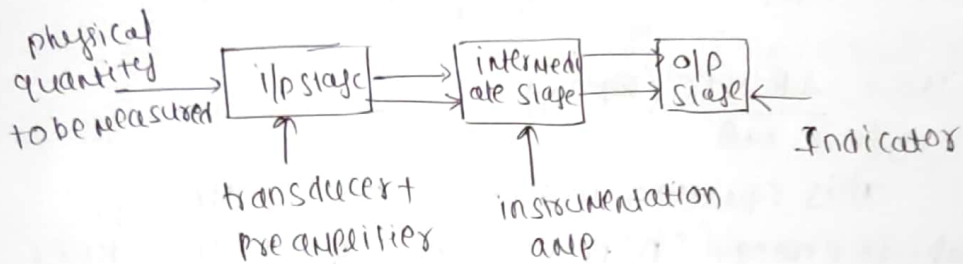 physical
quantity
to be measured
i/p stage
intermedi
ate stage
o/p
stage
Indicator
transducer +
pre amplifier
instrumentation
amp.